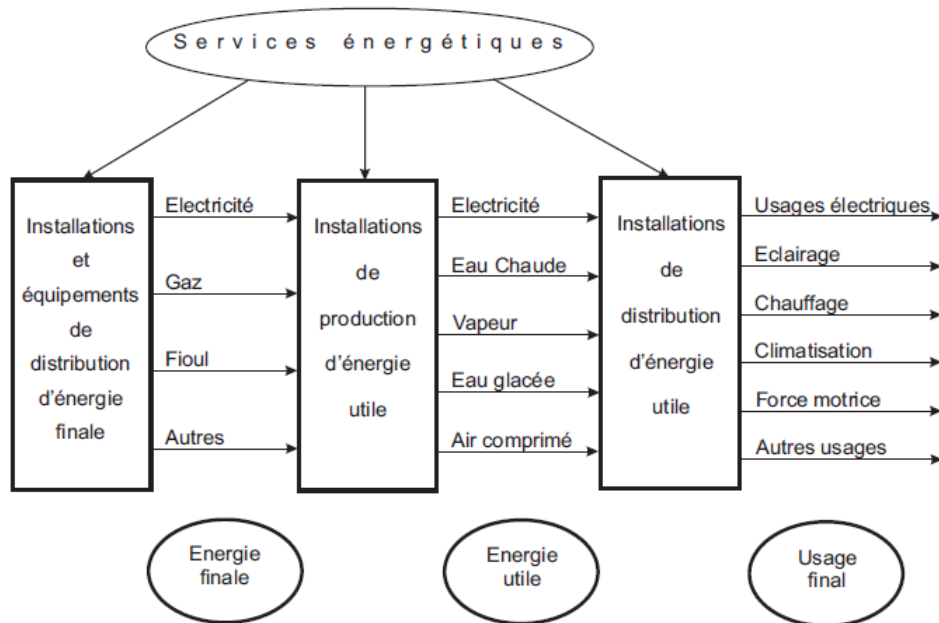 Services énergétiques
Installations
et
équipements
de
distribution
d'énergie
finale
Electricité
Gaz
Fioul
Autres
Installations
de
production
d'énergie
utile
Electricité
Eau Chaude
Vapeur
Eau glacée
Air comprimé
Installations
de
distribution
d'énergie
utile
Usages électriques
Eclairage
Chauffage
Climatisation
Force motrice
Autres usages
Energie
finale
Energie
utile
Usage
final